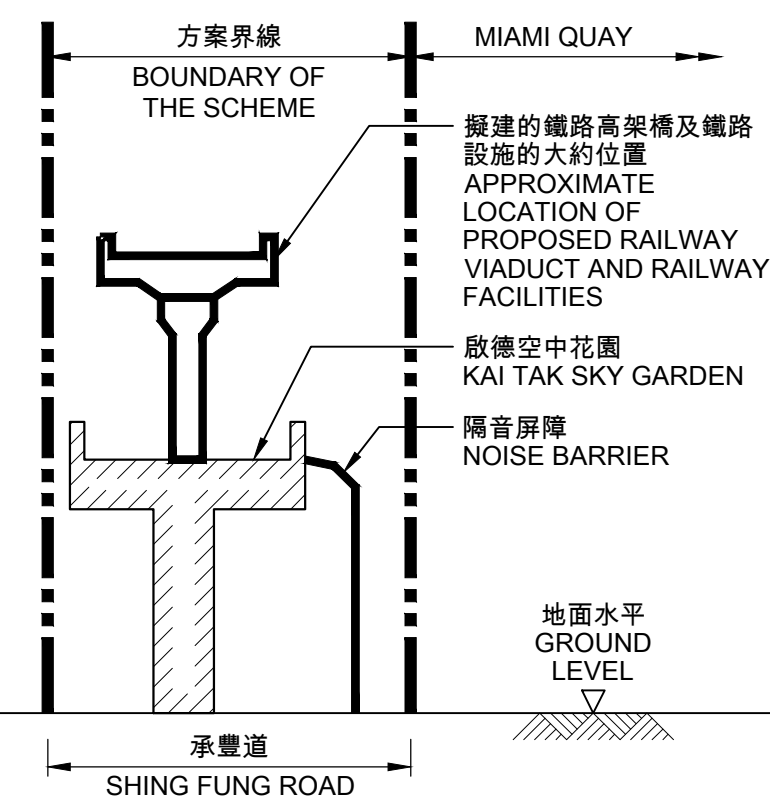 方案界線
BOUNDARY OF
THE SCHEME
MIAMI QUAY
擬建的鐵路高架橋及鐵路
設施的大約位置
APPROXIMATE
LOCATION OF
PROPOSED RAILWAY
VIADUCT AND RAILWAY
FACILITIES
啟德空中花園
KAI TAK SKY GARDEN
隔音屏障
NOISE BARRIER
地面水平
GROUND
LEVEL
承豐道
SHING FUNG ROAD